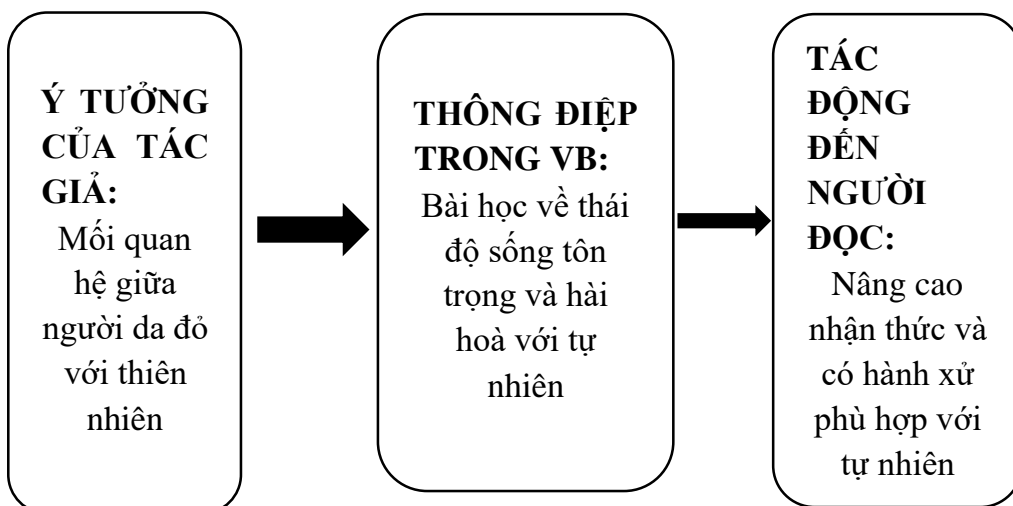 Ý TƯỞNG
CỦA TÁC
GIẢ:
Mối quan
hệ giữa
người da đỏ
với thiên
nhiên
THÔNG ĐIỆP
TRONG VB:
Bài học về thái
độ sống tôn
trọng và hài
hoà với tự
nhiên
TÁC
ĐỘNG
ĐẾN
NGƯỜI
ĐỌC:
Nâng cao
nhận thức và
có hành xử
phù hợp với
tự nhiên